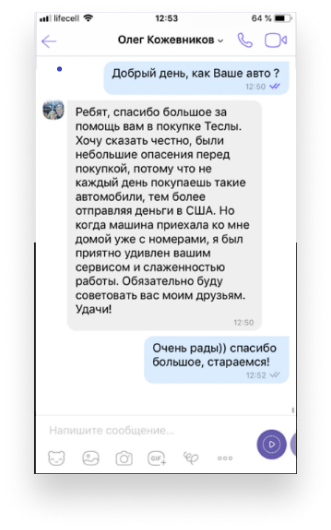 lifecell 12:53 64 %
Олег Кожевников
Добрый день, как Ваше авто ?
12:50
Ребят, спасибо большое за
помощь вам в покупке Теслы.
Хочу сказать честно, были
небольшие опасения перед
покупкой, потому что не
каждый день покупаешь такие
автомобили, тем более
отправляя деньги в США. Но
когда машина приехала ко мне
домой уже с номерами, я был
приятно удивлен вашим
сервисом и слаженностью
работы. Обязательно буду
советовать вас моим друзьям.
Удачи!
12:50
Очень рады)) спасибо
большое, стараемся!
12:52
Напишите сообщение...
GIF